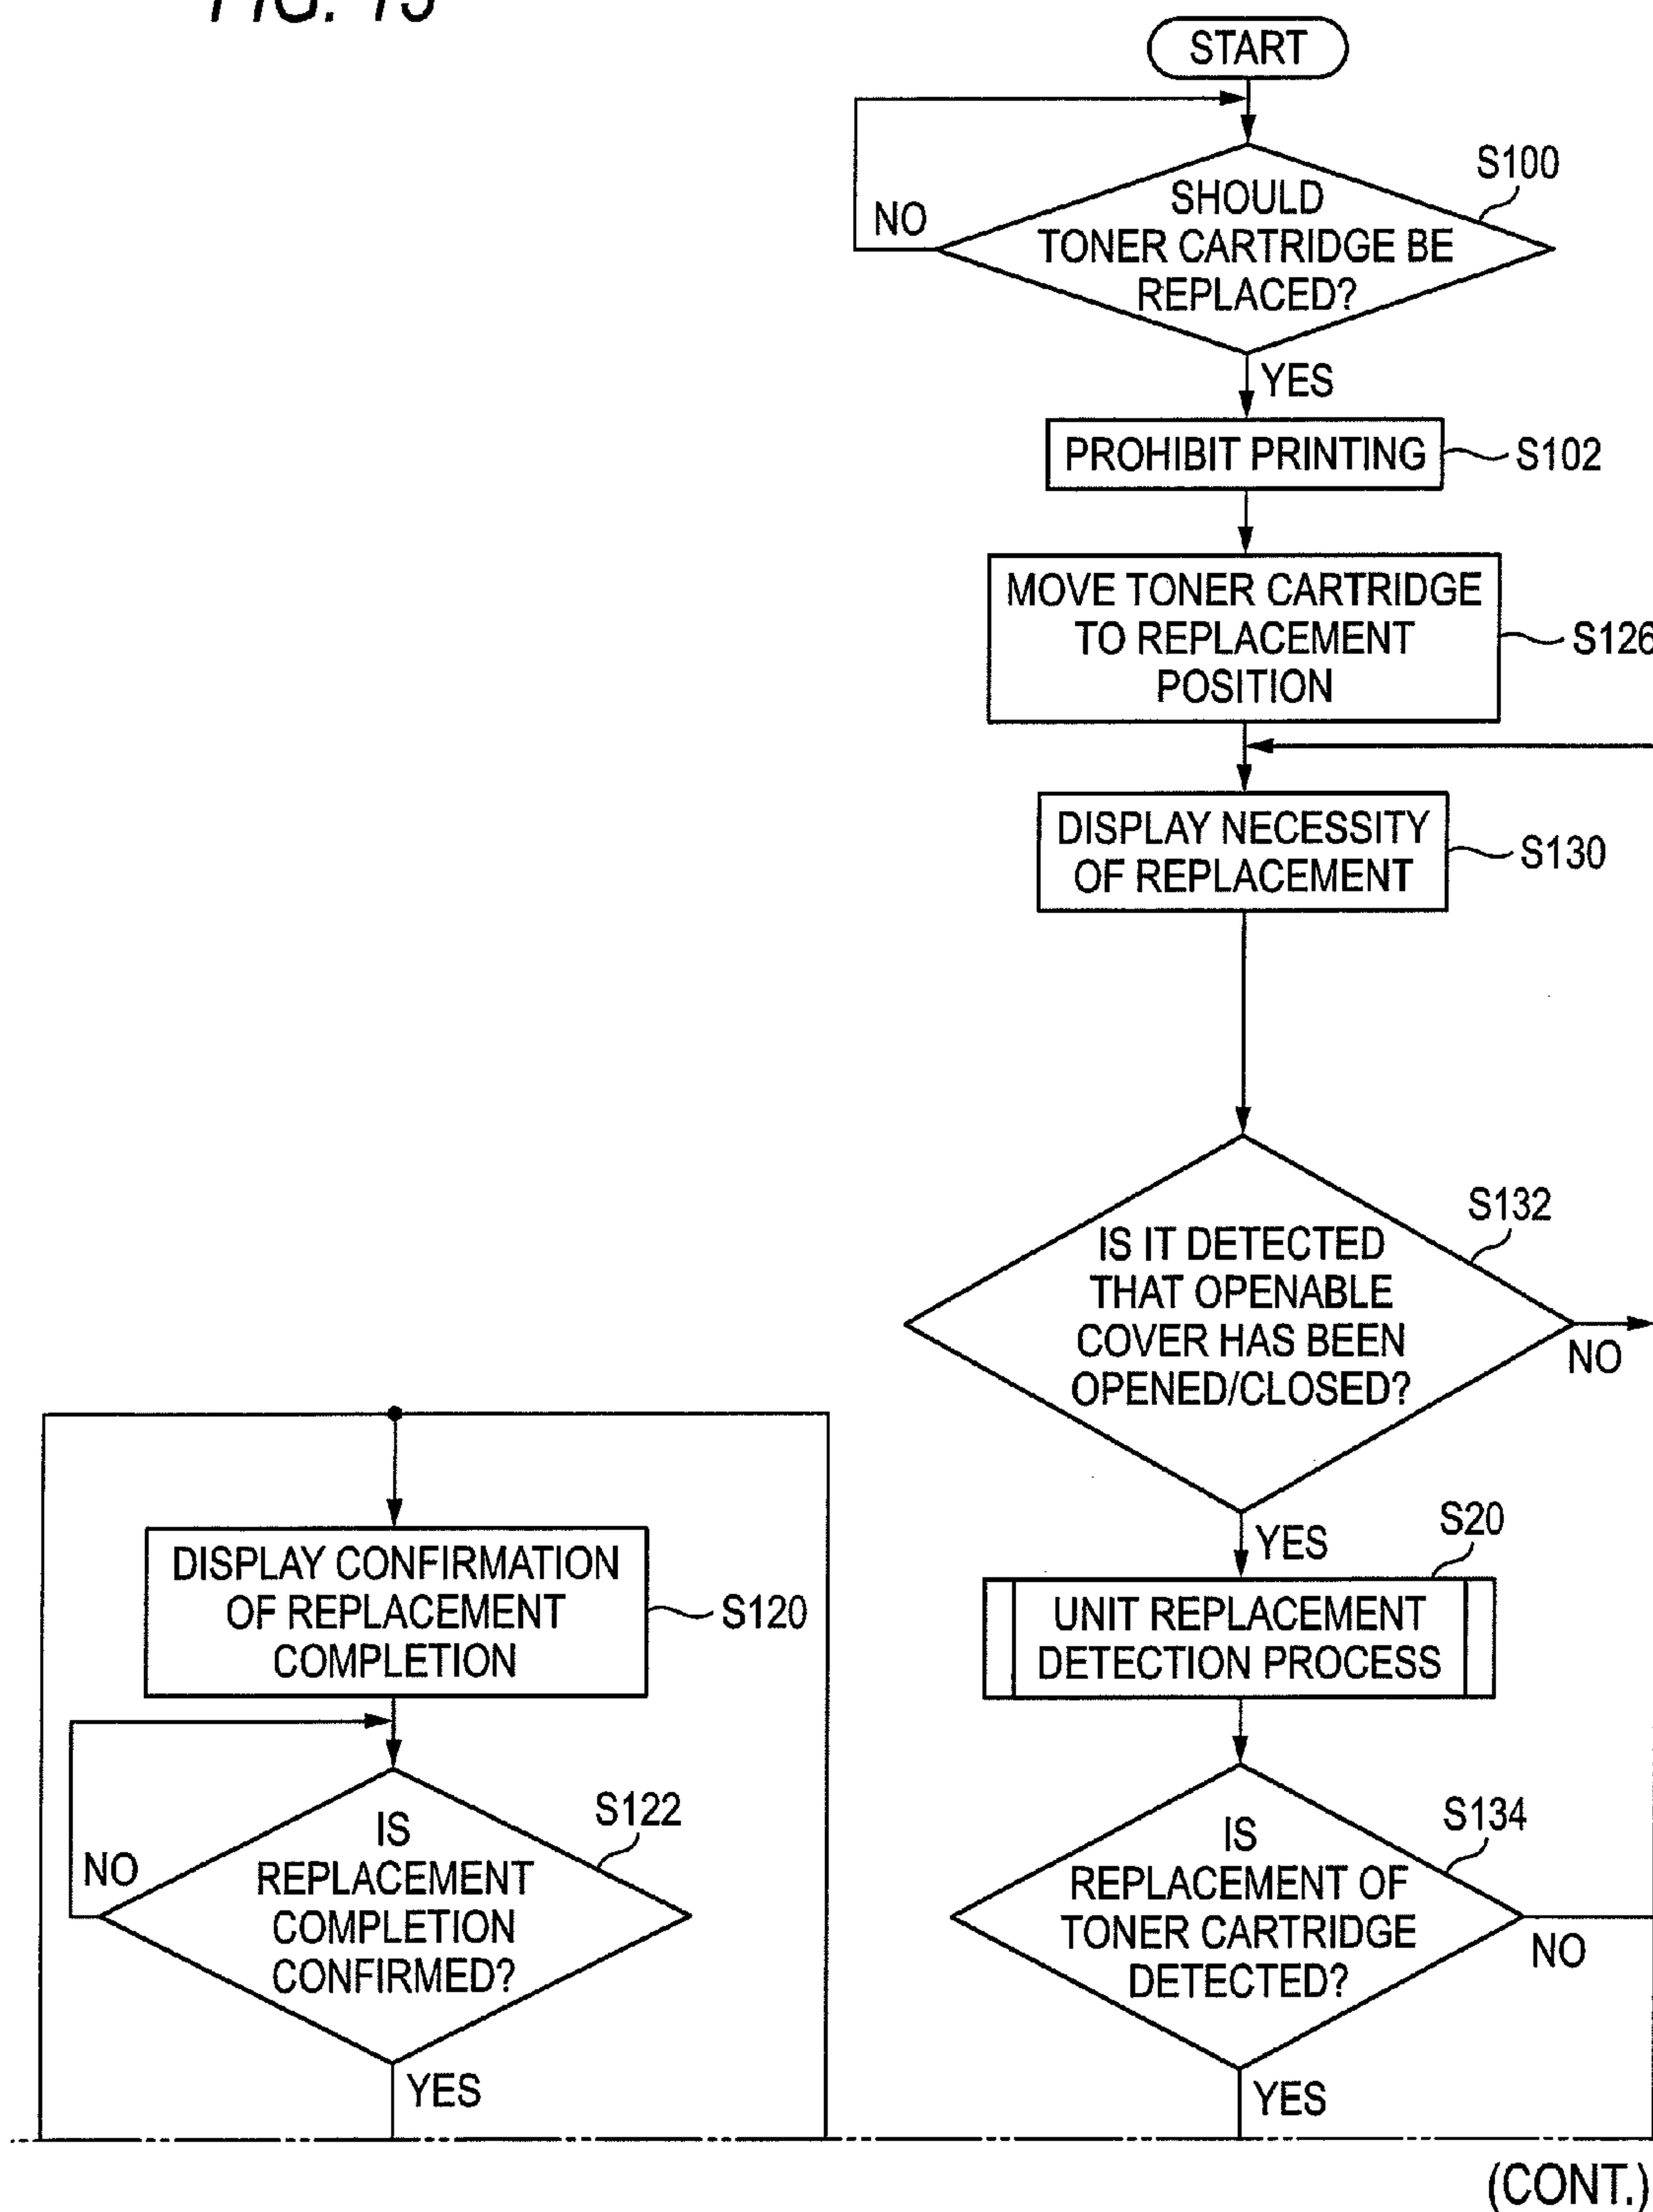 FIG. 15
START
S100
SHOULD
TONER CARTRIDGE BE
REPLACED?
NO
YES
PROHIBIT PRINTING
S102
MOVE TONER CARTRIDGE
TO REPLACEMENT
POSITION
S126
DISPLAY NECESSITY
OF REPLACEMENT
S130
S132
IS IT DETECTED
THAT OPENABLE
COVER HAS BEEN
OPENED/CLOSED?
NO
YES
S20
UNIT REPLACEMENT
DETECTION PROCESS
S134
IS
REPLACEMENT OF
TONER CARTRIDGE
DETECTED?
NO
YES
DISPLAY CONFIRMATION
OF REPLACEMENT
COMPLETION
S120
S122
IS
REPLACEMENT
COMPLETION
CONFIRMED?
NO
YES
(CONT.)